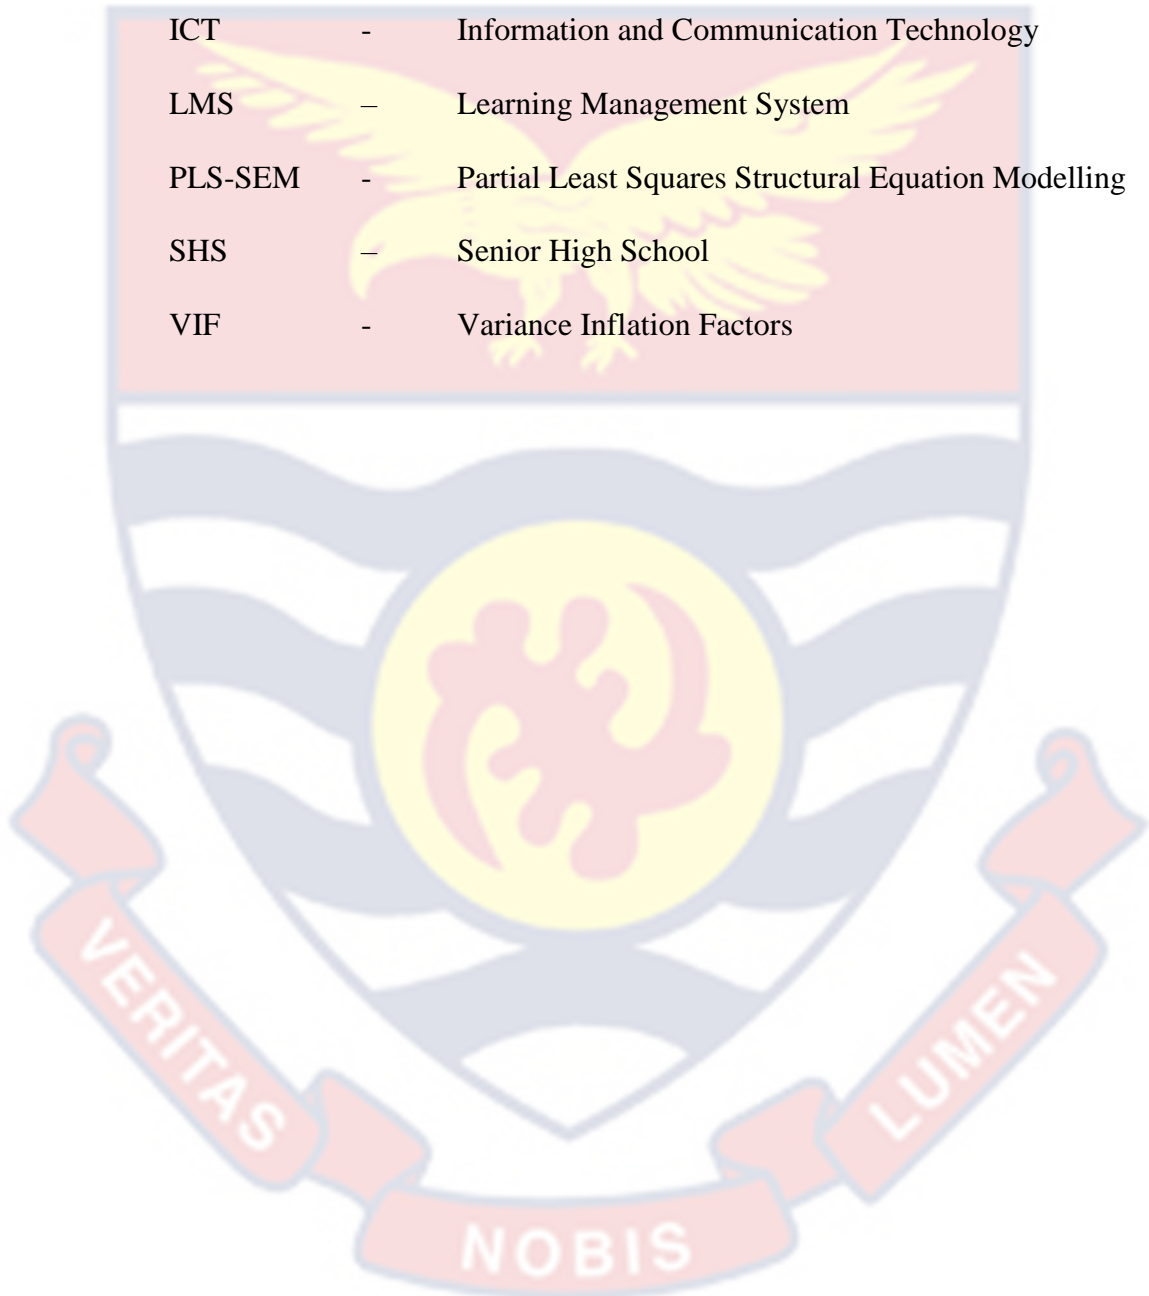 ICT - Information and Communication Technology
LMS – Learning Management System
PLS-SEM - Partial Least Squares Structural Equation Modelling
SHS – Senior High School
VIF - Variance Inflation Factors
VERITAS
NOBIS
LUMEN